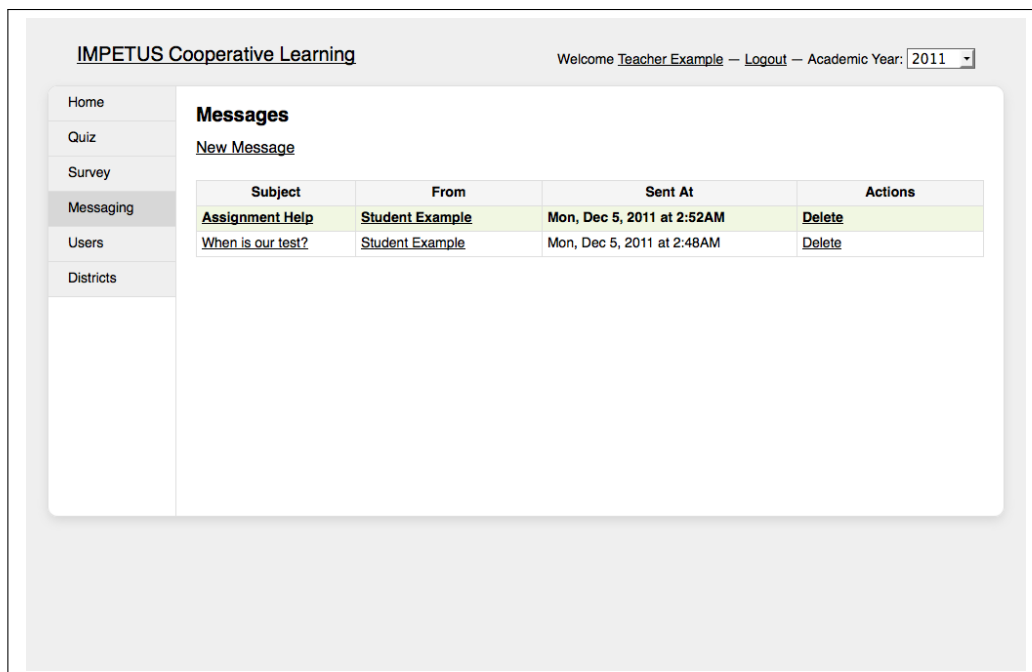 IMPETUS Cooperative Learning
Welcome Teacher Example — Logout — Academic Year: 2011
Home
Quiz
Survey
Messaging
Users
Districts
Messages
New Message
Subject From Sent At Actions
Assignment Help Student Example Mon, Dec 5, 2011 at 2:52AM Delete
When is our test? Student Example Mon, Dec 5, 2011 at 2:48AM Delete